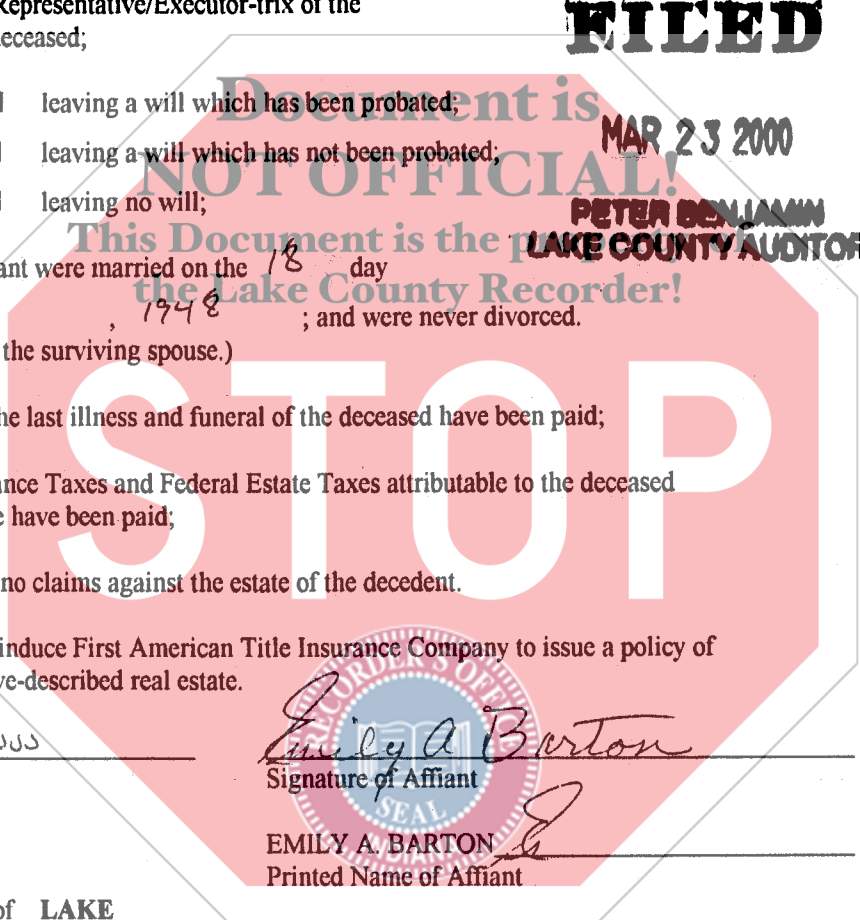 Representative/Executor-trix of the
deceased;
FILED
leaving a will which has been probated;
Document is
MAR 23 2000
leaving a will which has not been probated;
NOT OFFICIAL!
leaving no will;
PETER BENJAMIN
LAKE COUNTY AUDITOR
This Document is the property of
ant were married on the 18 day
the Lake County Recorder!
, 1948 ; and were never divorced.
the surviving spouse.)
STOP
he last illness and funeral of the deceased have been paid;
ance Taxes and Federal Estate Taxes attributable to the deceased
e have been paid;
no claims against the estate of the decedent.
induce First American Title Insurance Company to issue a policy of
ve-described real estate.
RECORDER'S OFFICE
SEAL
INDIANA
Emily A Barton
Signature of Affiant
EMILY A. BARTON
Printed Name of Affiant
of LAKE